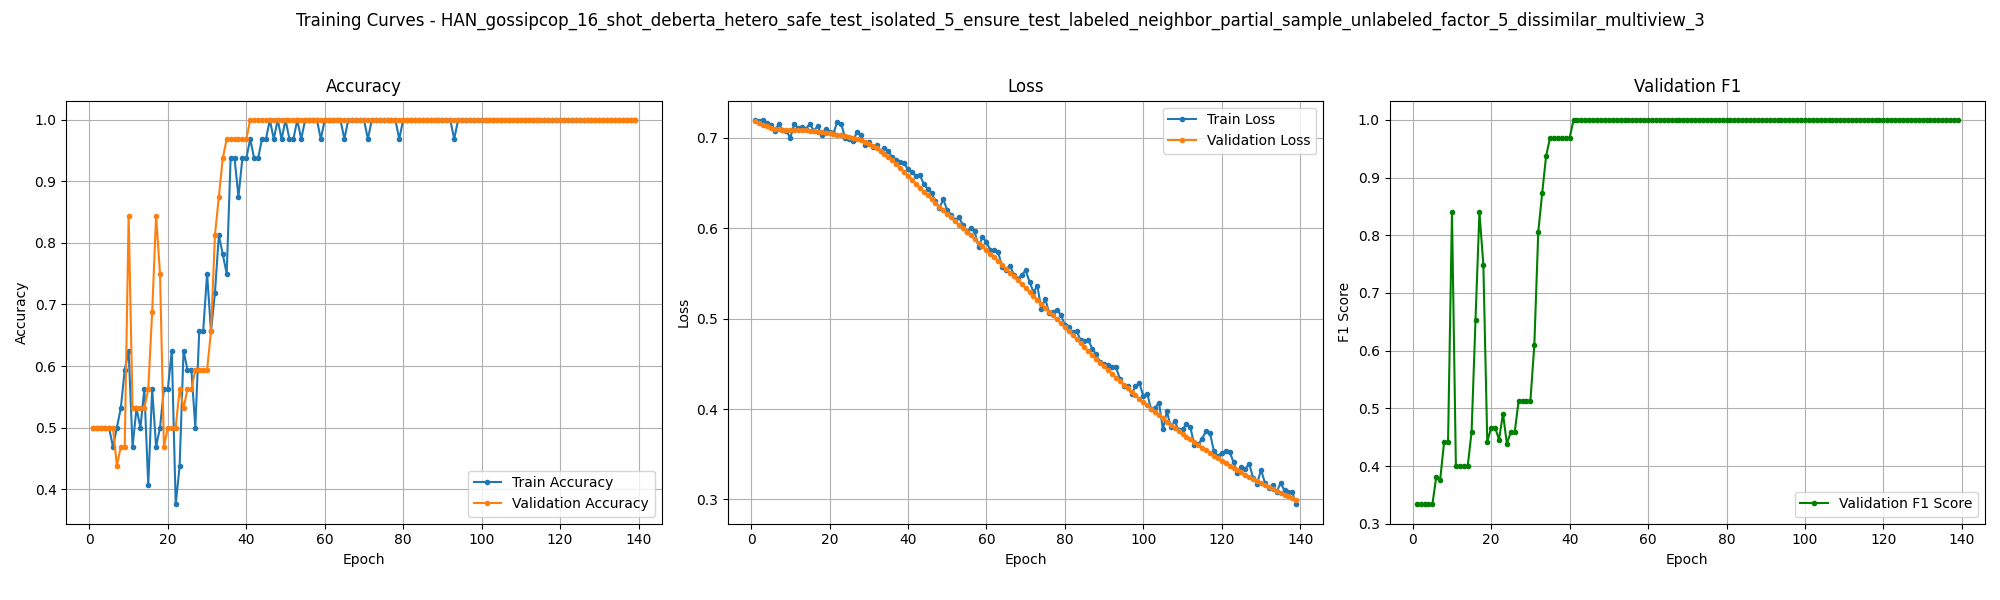 Training Curves - HAN_gossipcop_16_shot_deberta_hetero_safe_test_isolated_5_ensure_test_labeled_neighbor_partial_sample_unlabeled_factor_5_dissimilar_multiview_3
Accuracy
Accuracy
1.0
0.9
0.8
0.7
0.6
0.5
0.4
Train Accuracy
Validation Accuracy
0 20 40 60 80 100 120 140
Epoch
Loss
Loss
0.7
0.6
0.5
0.4
0.3
Train Loss
Validation Loss
0 20 40 60 80 100 120 140
Epoch
Validation F1
F1 Score
1.0
0.9
0.8
0.7
0.6
0.5
0.4
0.3
Validation F1 Score
0 20 40 60 80 100 120 140
Epoch